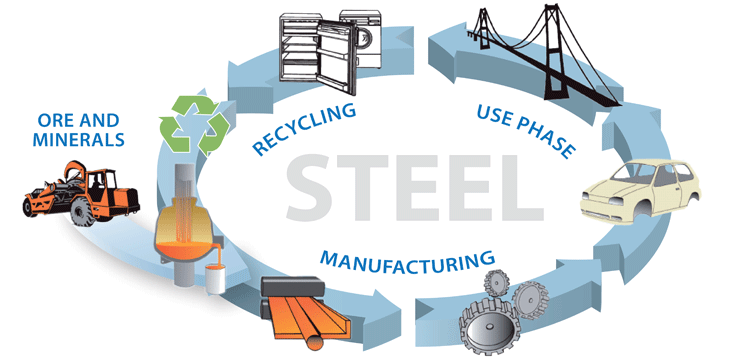 ORE AND
MINERALS
RECYCLING
USE PHASE
STEEL
MANUFACTURING